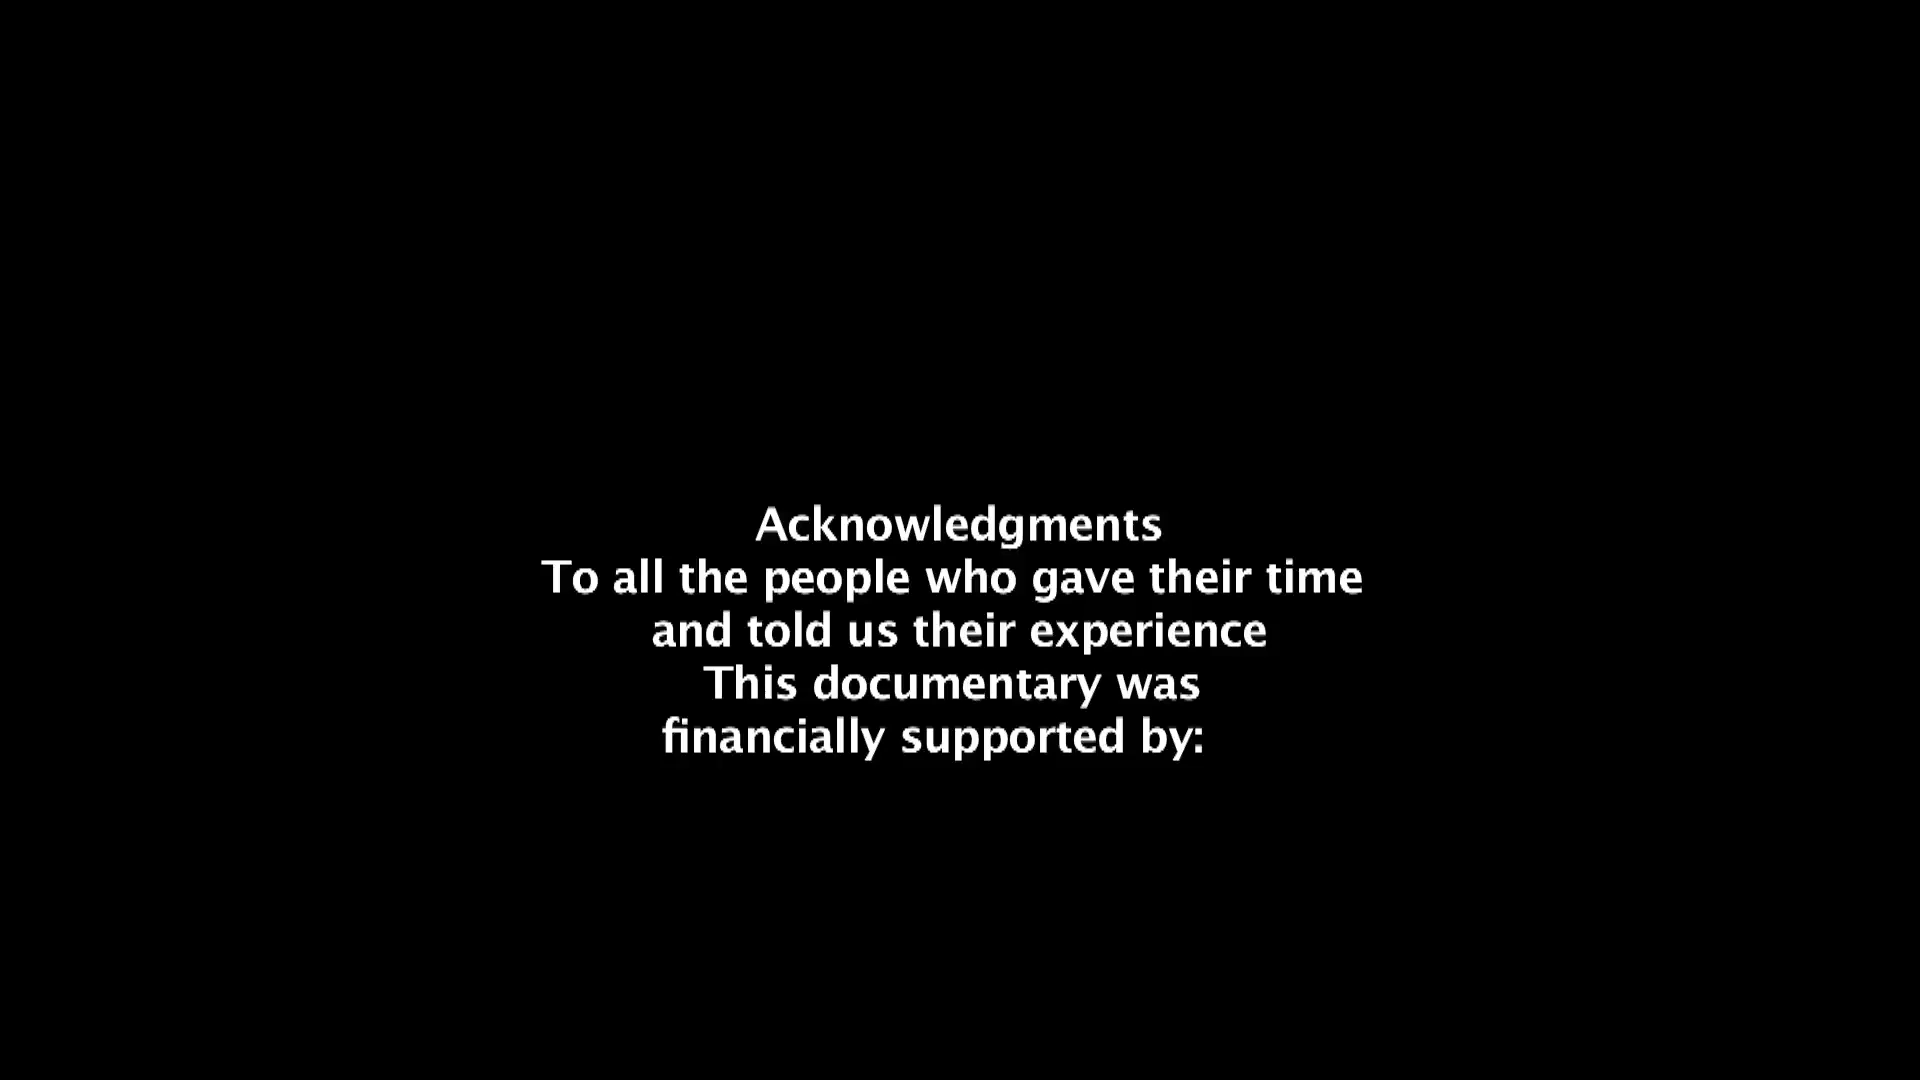 Acknowledgments
To all the people who gave their time
and told us their experience
This documentary was
financially supported by: